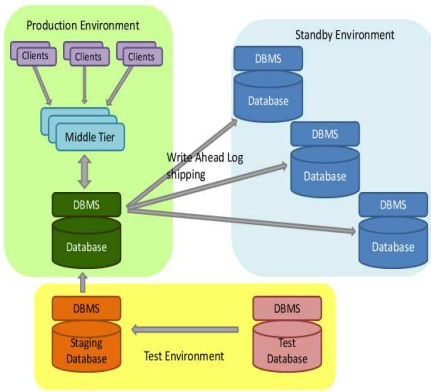 Production Environment
Clients
Clients
Clients
Middle Tier
DBMS
Database
Write Ahead Log
shipping
Standby Environment
DBMS
Database
DBMS
Database
DBMS
Database
DBMS
Staging
Database
Test Environment
DBMS
Test
Database